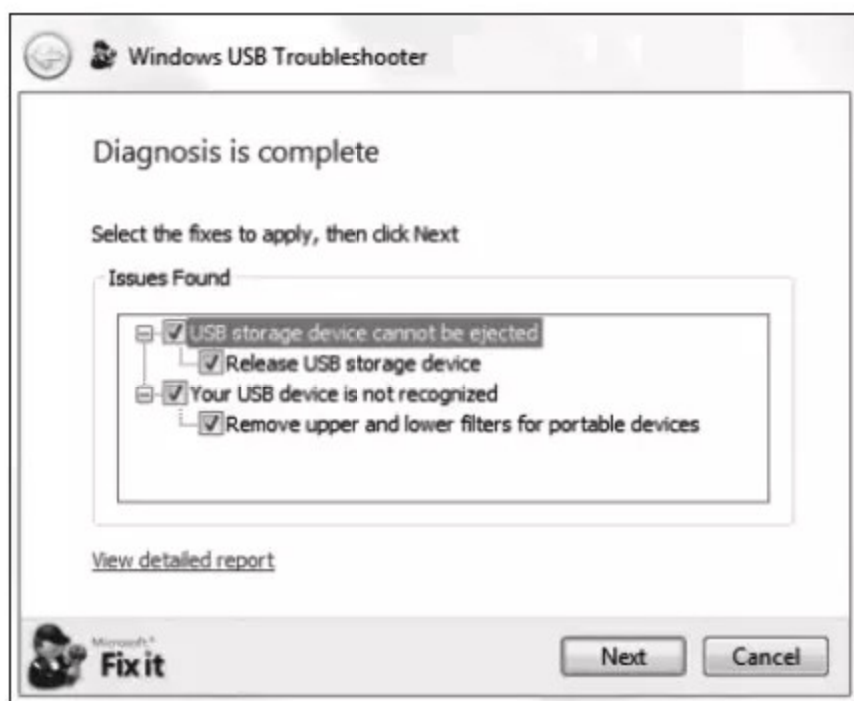 Windows USB Troubleshooter
Diagnosis is complete
Select the fixes to apply, then click Next
Issues Found
USB storage device cannot be ejected
Release USB storage device
Your USB device is not recognized
Remove upper and lower filters for portable devices
View detailed report
Microsoft®
Fix it
Next
Cancel